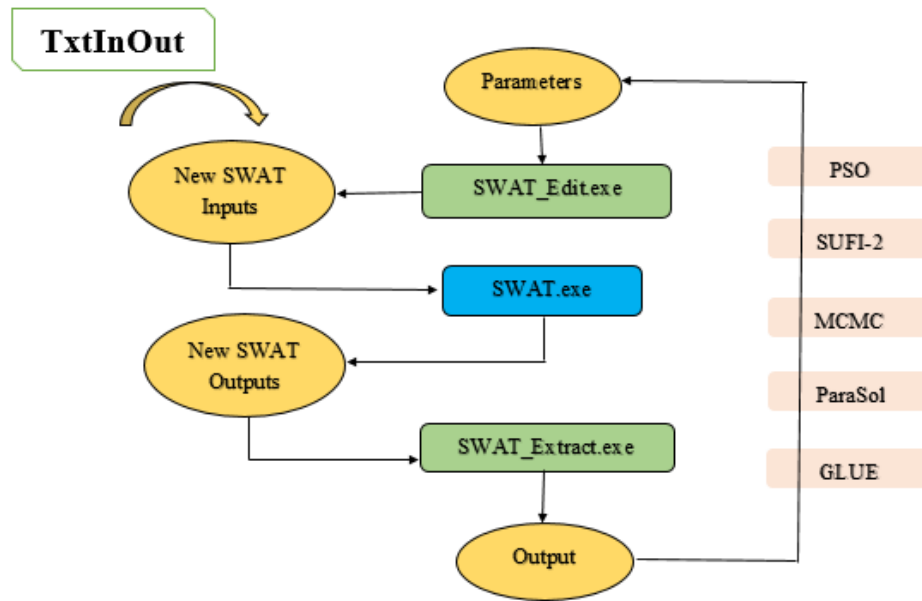 TxtInOut
Parameters
New SWAT
Inputs
SWAT_Edit.exe
PSO
SUFI-2
SWAT.exe
MCMC
New SWAT
Outputs
ParaSol
SWAT_Extract.exe
GLUE
Output